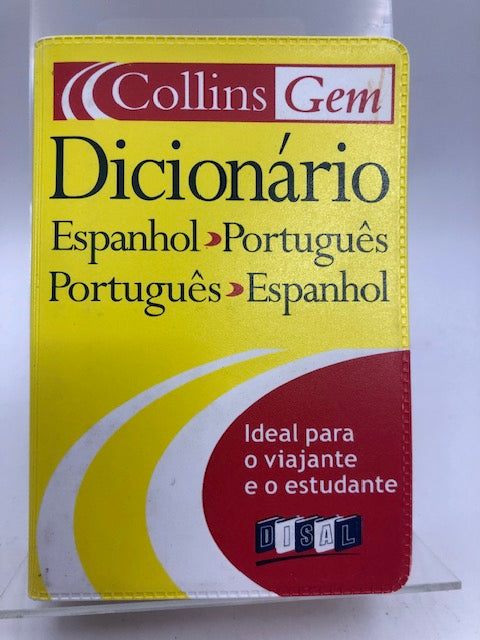 Collins Gem
Dicionário
Espanhol Português
Português Espanhol
Ideal para
o viajante
e o estudante
DISAL